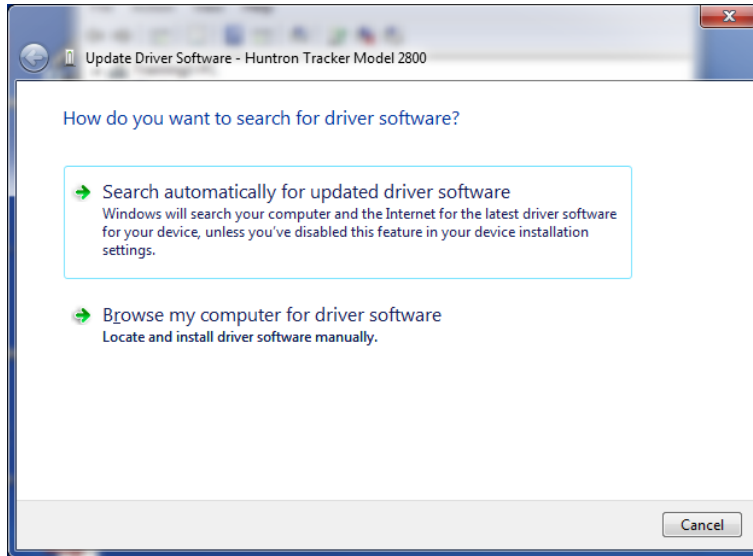 Update Driver Software - Huntron Tracker Model 2800
How do you want to search for driver software?
Search automatically for updated driver software
Windows will search your computer and the Internet for the latest driver software
for your device, unless you've disabled this feature in your device installation
settings.
Browse my computer for driver software
Locate and install driver software manually.
Cancel